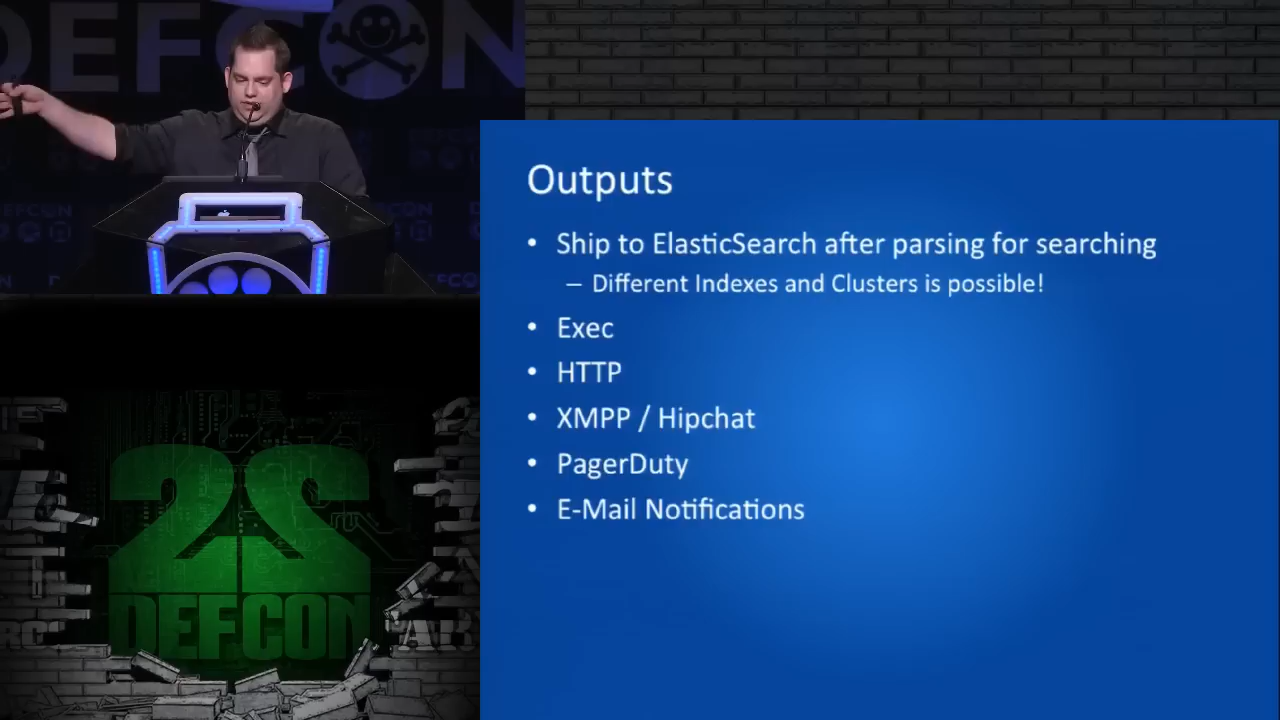 DEFCON
Outputs
• Ship to ElasticSearch after parsing for searching
– Different Indexes and Clusters is possible!
• Exec
• HTTP
• XMPP / Hipchat
• PagerDuty
• E-Mail Notifications
22
DEFCON